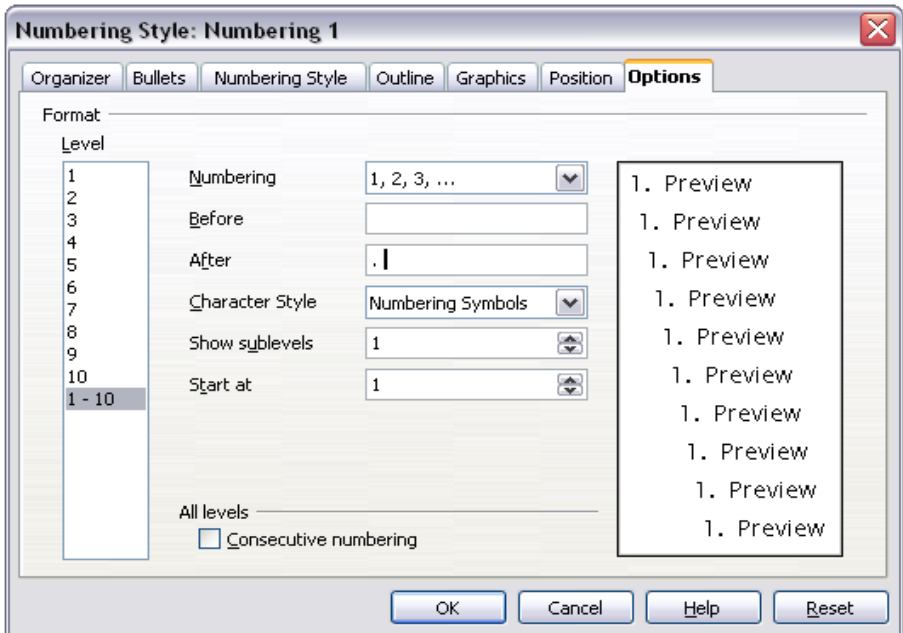 Numbering Style: Numbering 1
Organizer Bullets Numbering Style Outline Graphics Position Options
Format
Level
1
2
3
4
5
6
7
8
9
10
1 - 10
Numbering 1, 2, 3, ...
Before
After .
Character Style Numbering Symbols
Show sublevels 1
Start at 1
All levels
Consecutive numbering
1. Preview
1. Preview
1. Preview
1. Preview
1. Preview
1. Preview
1. Preview
1. Preview
1. Preview
1. Preview
OK Cancel Help Reset